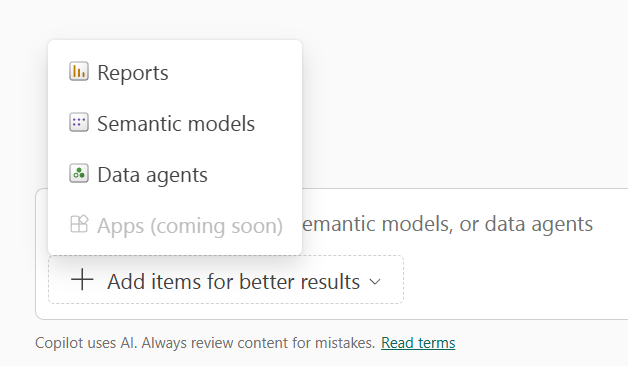 Reports
Semantic models
Data agents
Apps (coming soon)
emantic models, or data agents
Add items for better results
Copilot uses AI. Always review content for mistakes. Read terms